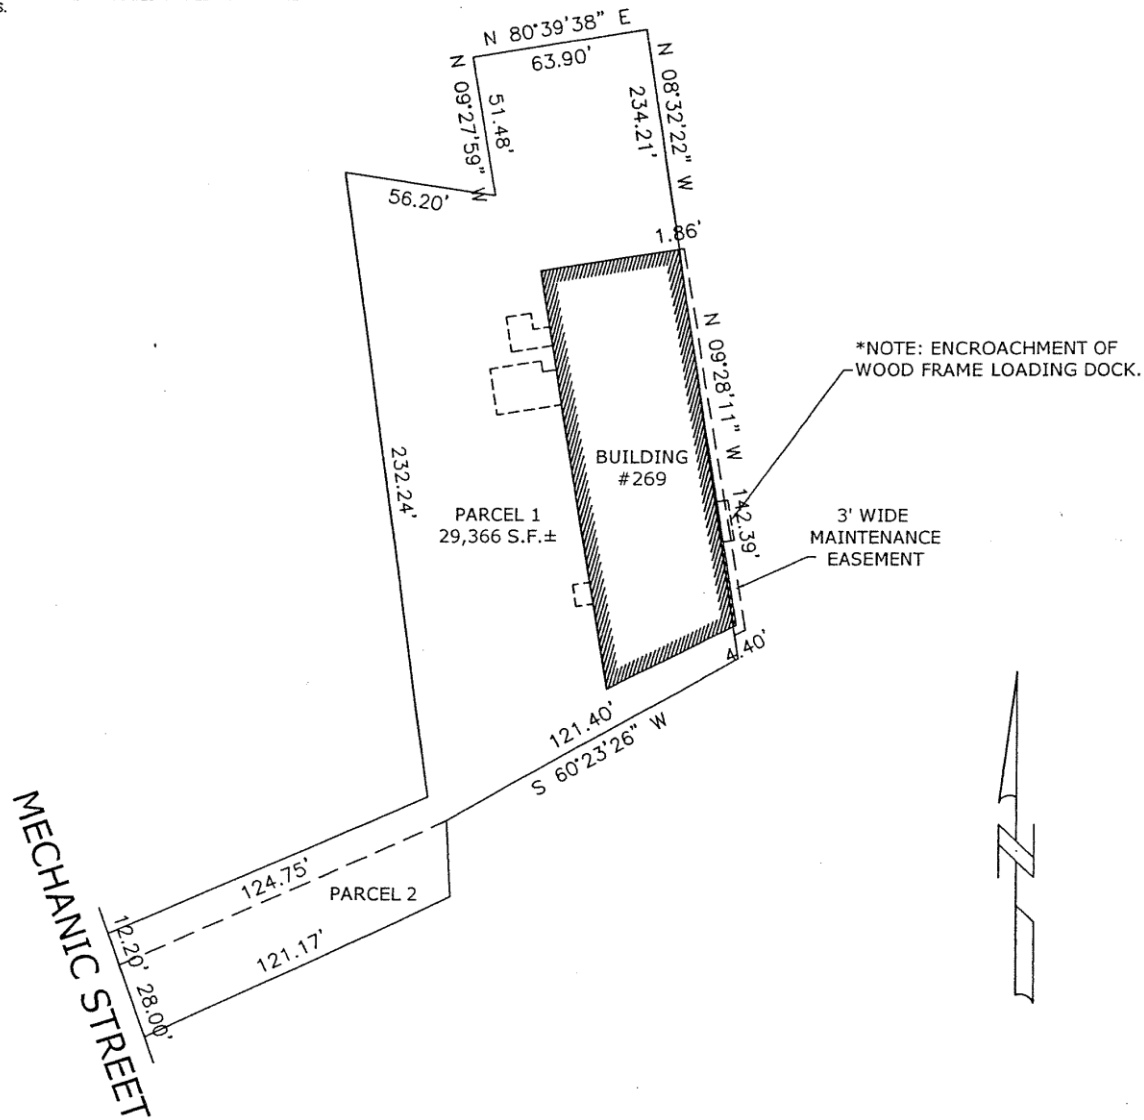 s.
N 80°39'38" E
63.90'
N 09°27'59" W
51.48'
N 08°32'22" W
234.21'
56.20'
1.86'
N 09°28'11" W
*NOTE: ENCROACHMENT OF
WOOD FRAME LOADING DOCK.
232.24'
BUILDING
#269
142.39'
PARCEL 1
29,366 S.F.±
3' WIDE
MAINTENANCE
EASEMENT
4.40'
121.40'
S 60°23'26" W
MECHANIC STREET
124.75'
PARCEL 2
12.20'
121.17'
28.00'
N